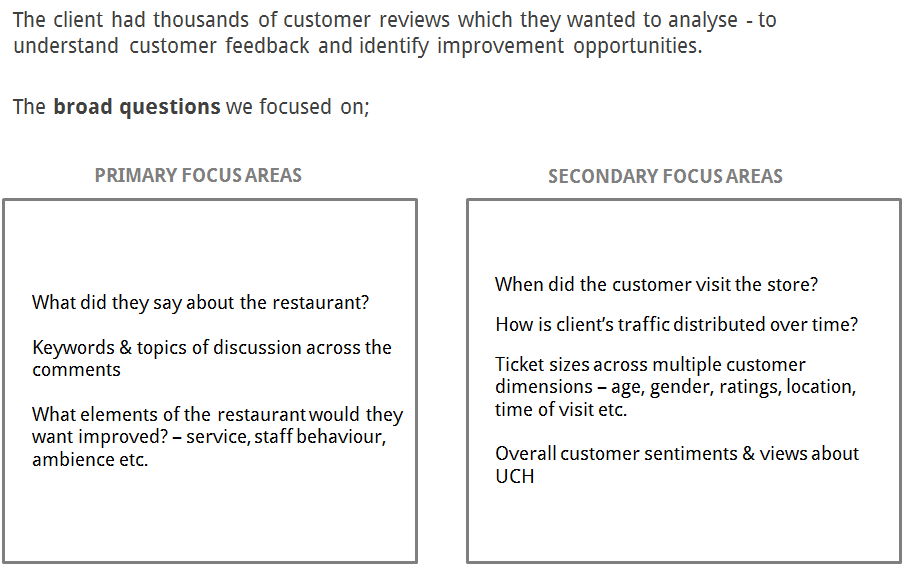 The client had thousands of customer reviews which they wanted to analyse - to
understand customer feedback and identify improvement opportunities.
The broad questions we focused on;
PRIMARY FOCUS AREAS
What did they say about the restaurant?
Keywords & topics of discussion across the
comments
What elements of the restaurant would they
want improved? – service, staff behaviour,
ambience etc.
SECONDARY FOCUS AREAS
When did the customer visit the store?
How is client’s traffic distributed over time?
Ticket sizes across multiple customer
dimensions – age, gender, ratings, location,
time of visit etc.
Overall customer sentiments & views about
UCH